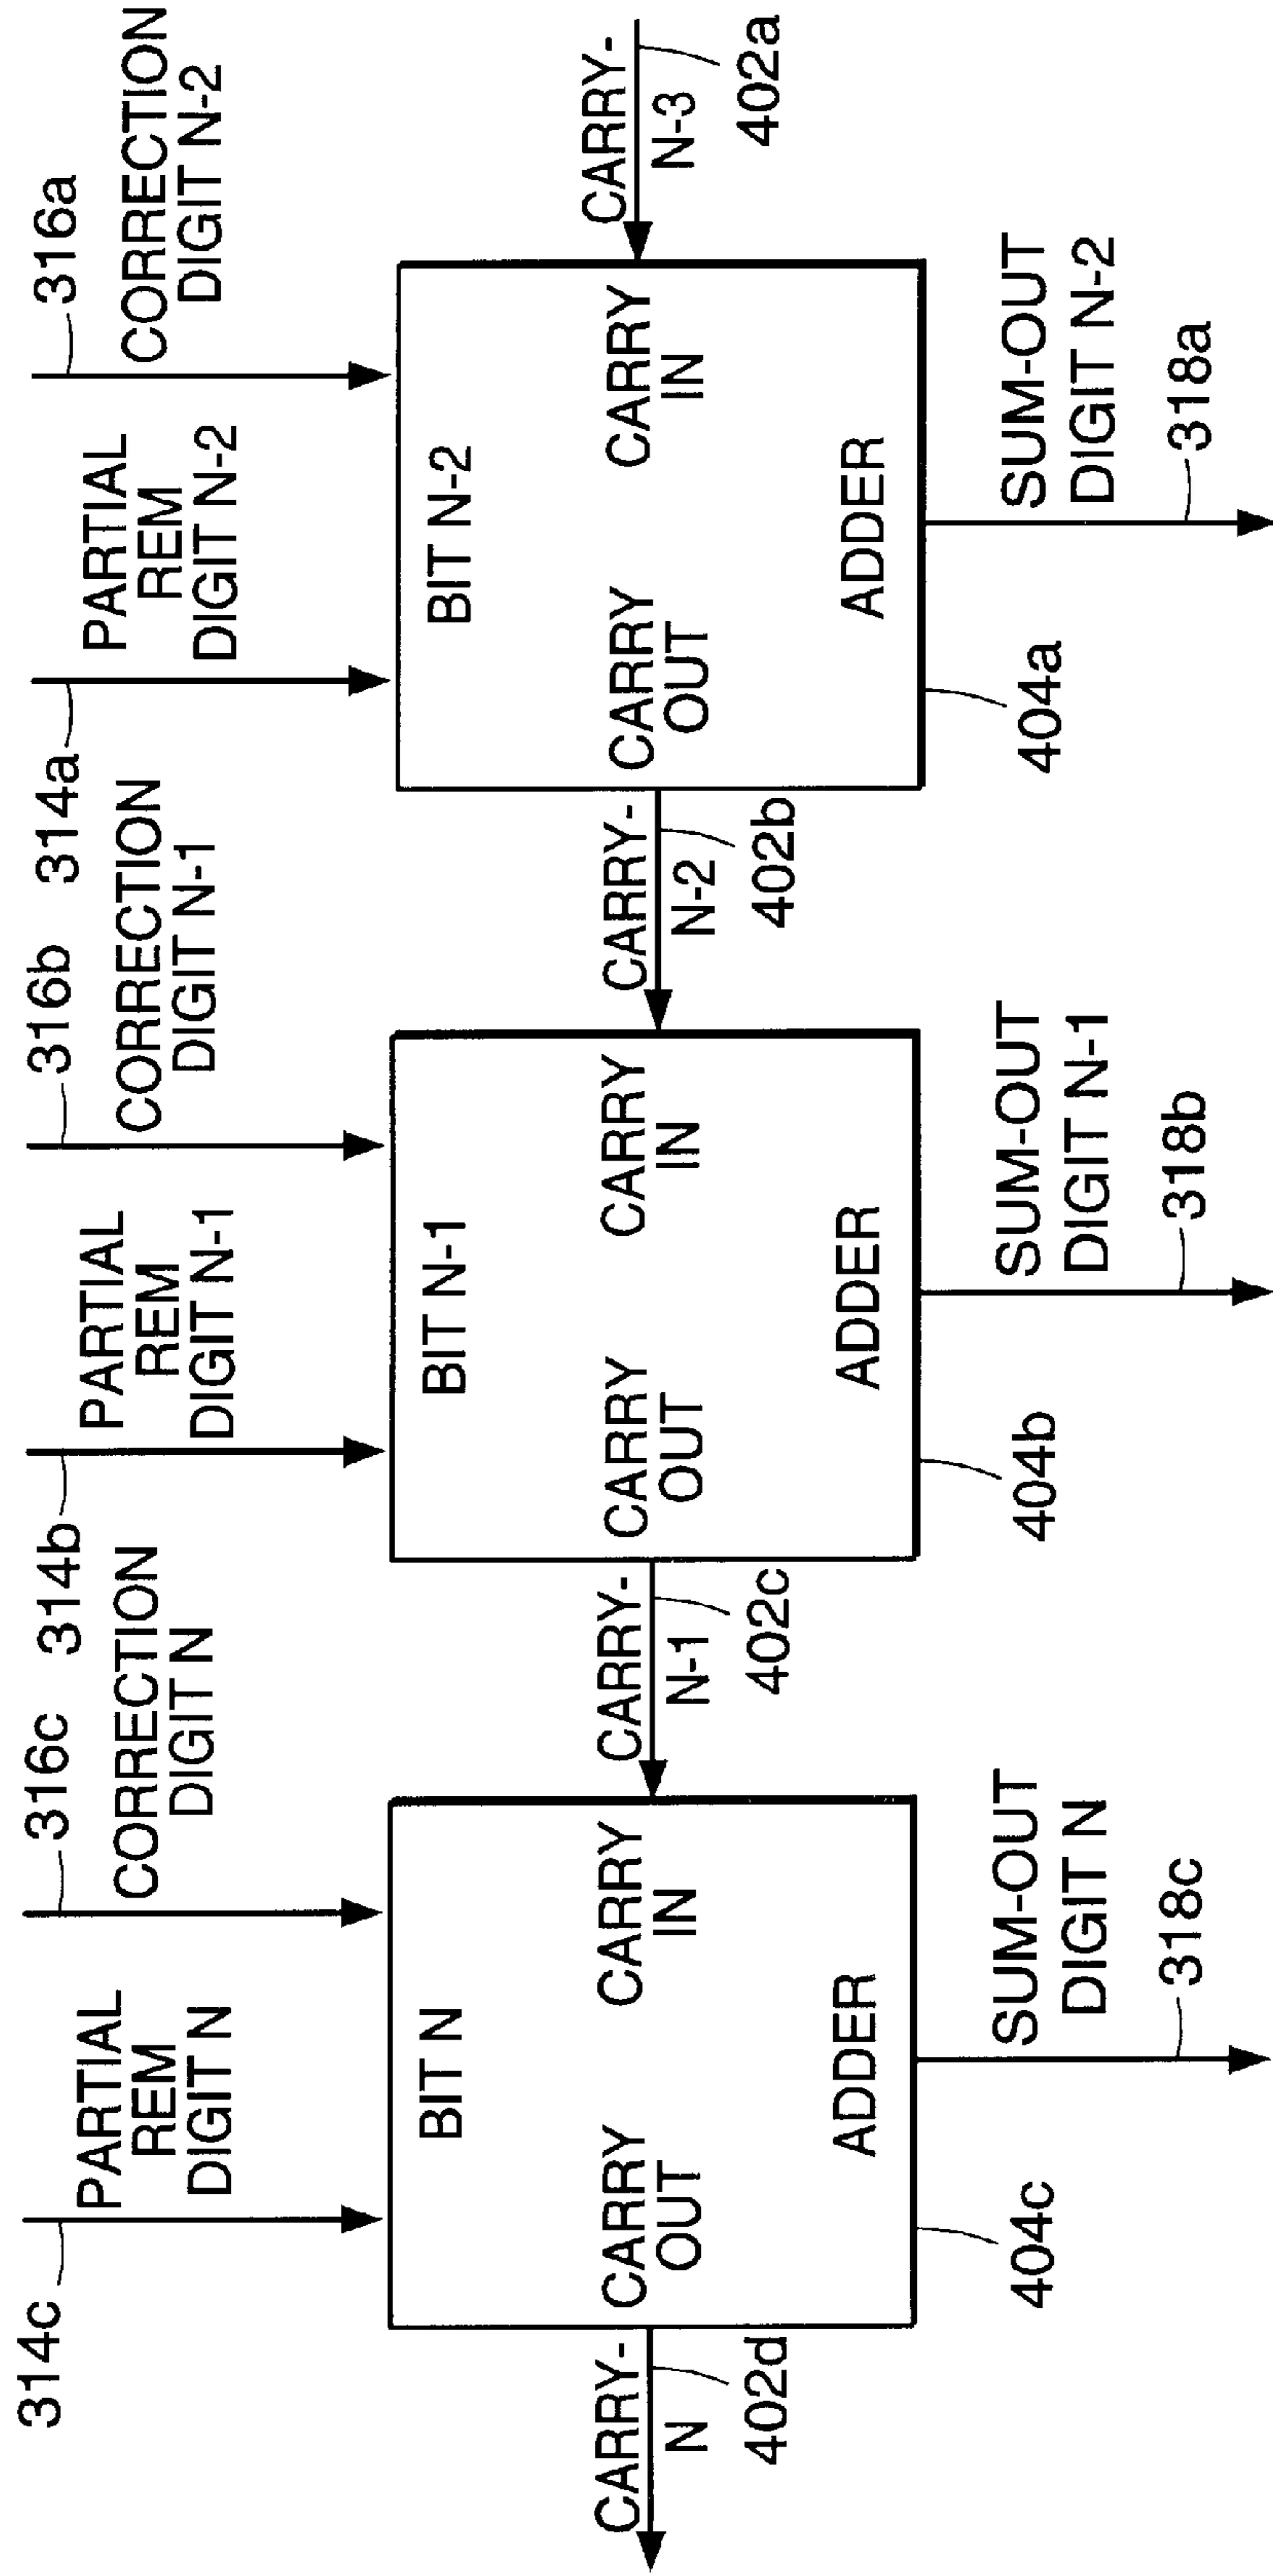 314c
PARTIAL
REM
DIGIT N
316c
CORRECTION
DIGIT N
314b
PARTIAL
REM
DIGIT N-1
316b
CORRECTION
DIGIT N-1
314a
PARTIAL
REM
DIGIT N-2
316a
CORRECTION
DIGIT N-2
CARRY-
N
402d
BIT N
CARRY
OUT
CARRY
IN
ADDER
404c
CARRY-
N-1
402c
BIT N-1
CARRY
OUT
CARRY
IN
ADDER
404b
CARRY-
N-2
402b
BIT N-2
CARRY
OUT
CARRY
IN
ADDER
404a
CARRY-
N-3
402a
SUM-OUT
DIGIT N
318c
SUM-OUT
DIGIT N-1
318b
SUM-OUT
DIGIT N-2
318a